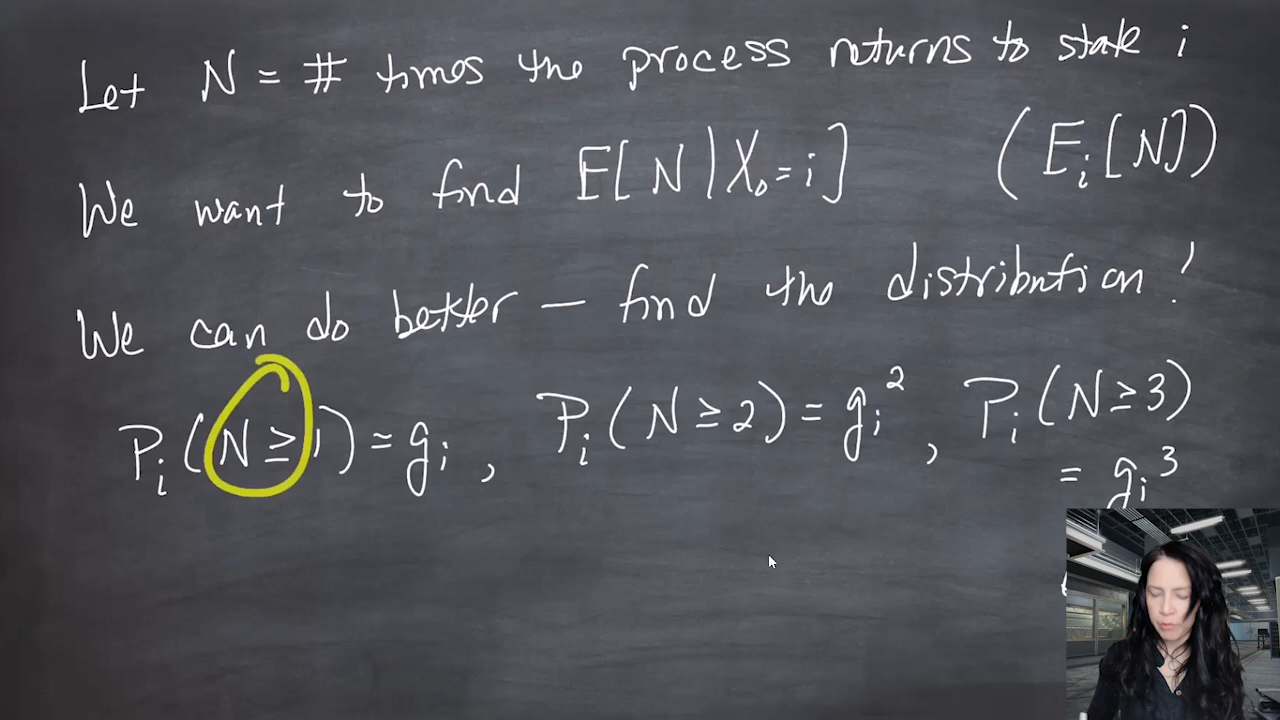 Let N = # times the process returns to state i
We want to find E[N | X₀ = i] (Eᵢ[N])
We can do better — find the distribution!
Pᵢ(N ≥ 1) = gᵢ, Pᵢ(N ≥ 2) = gᵢ², Pᵢ(N ≥ 3)
= gᵢ³